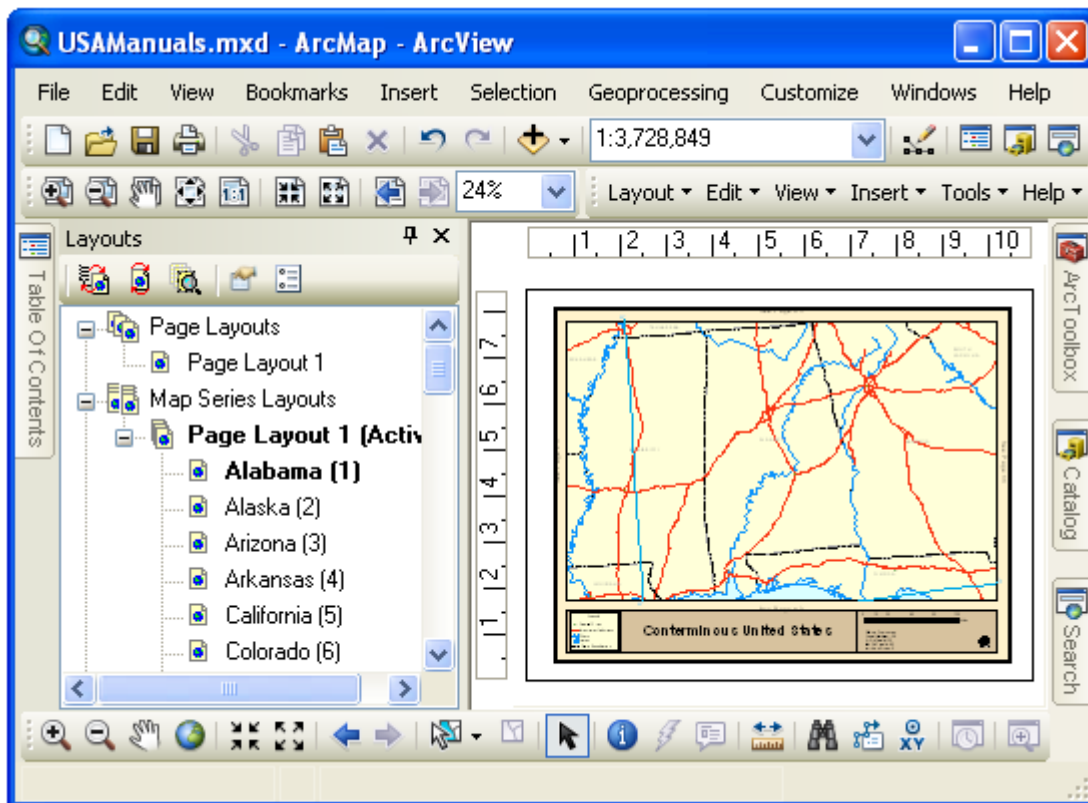 USAManuals.mxd - ArcMap - ArcView
File Edit View Bookmarks Insert Selection Geoprocessing Customize Windows Help
1:3,728,849
1:1
24%
Layout Edit View Insert Tools Help
Table Of Contents
Layouts
Page Layouts
Page Layout 1
Map Series Layouts
Page Layout 1 (Activ
Alabama (1)
Alaska (2)
Arizona (3)
Arkansas (4)
California (5)
Colorado (6)
1 2 3 4 5 6 7 8 9 10
7
6
5
4
3
2
1
Conterminous United States
ArcToolbox
Catalog
Search
XY